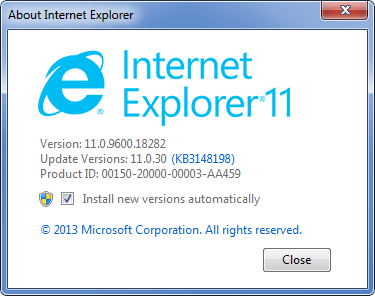 About Internet Explorer
Internet
Explorer®11
Version: 11.0.9600.18282
Update Versions: 11.0.30 (KB3148198)
Product ID: 00150-20000-00003-AA459
Install new versions automatically
© 2013 Microsoft Corporation. All rights reserved.
Close